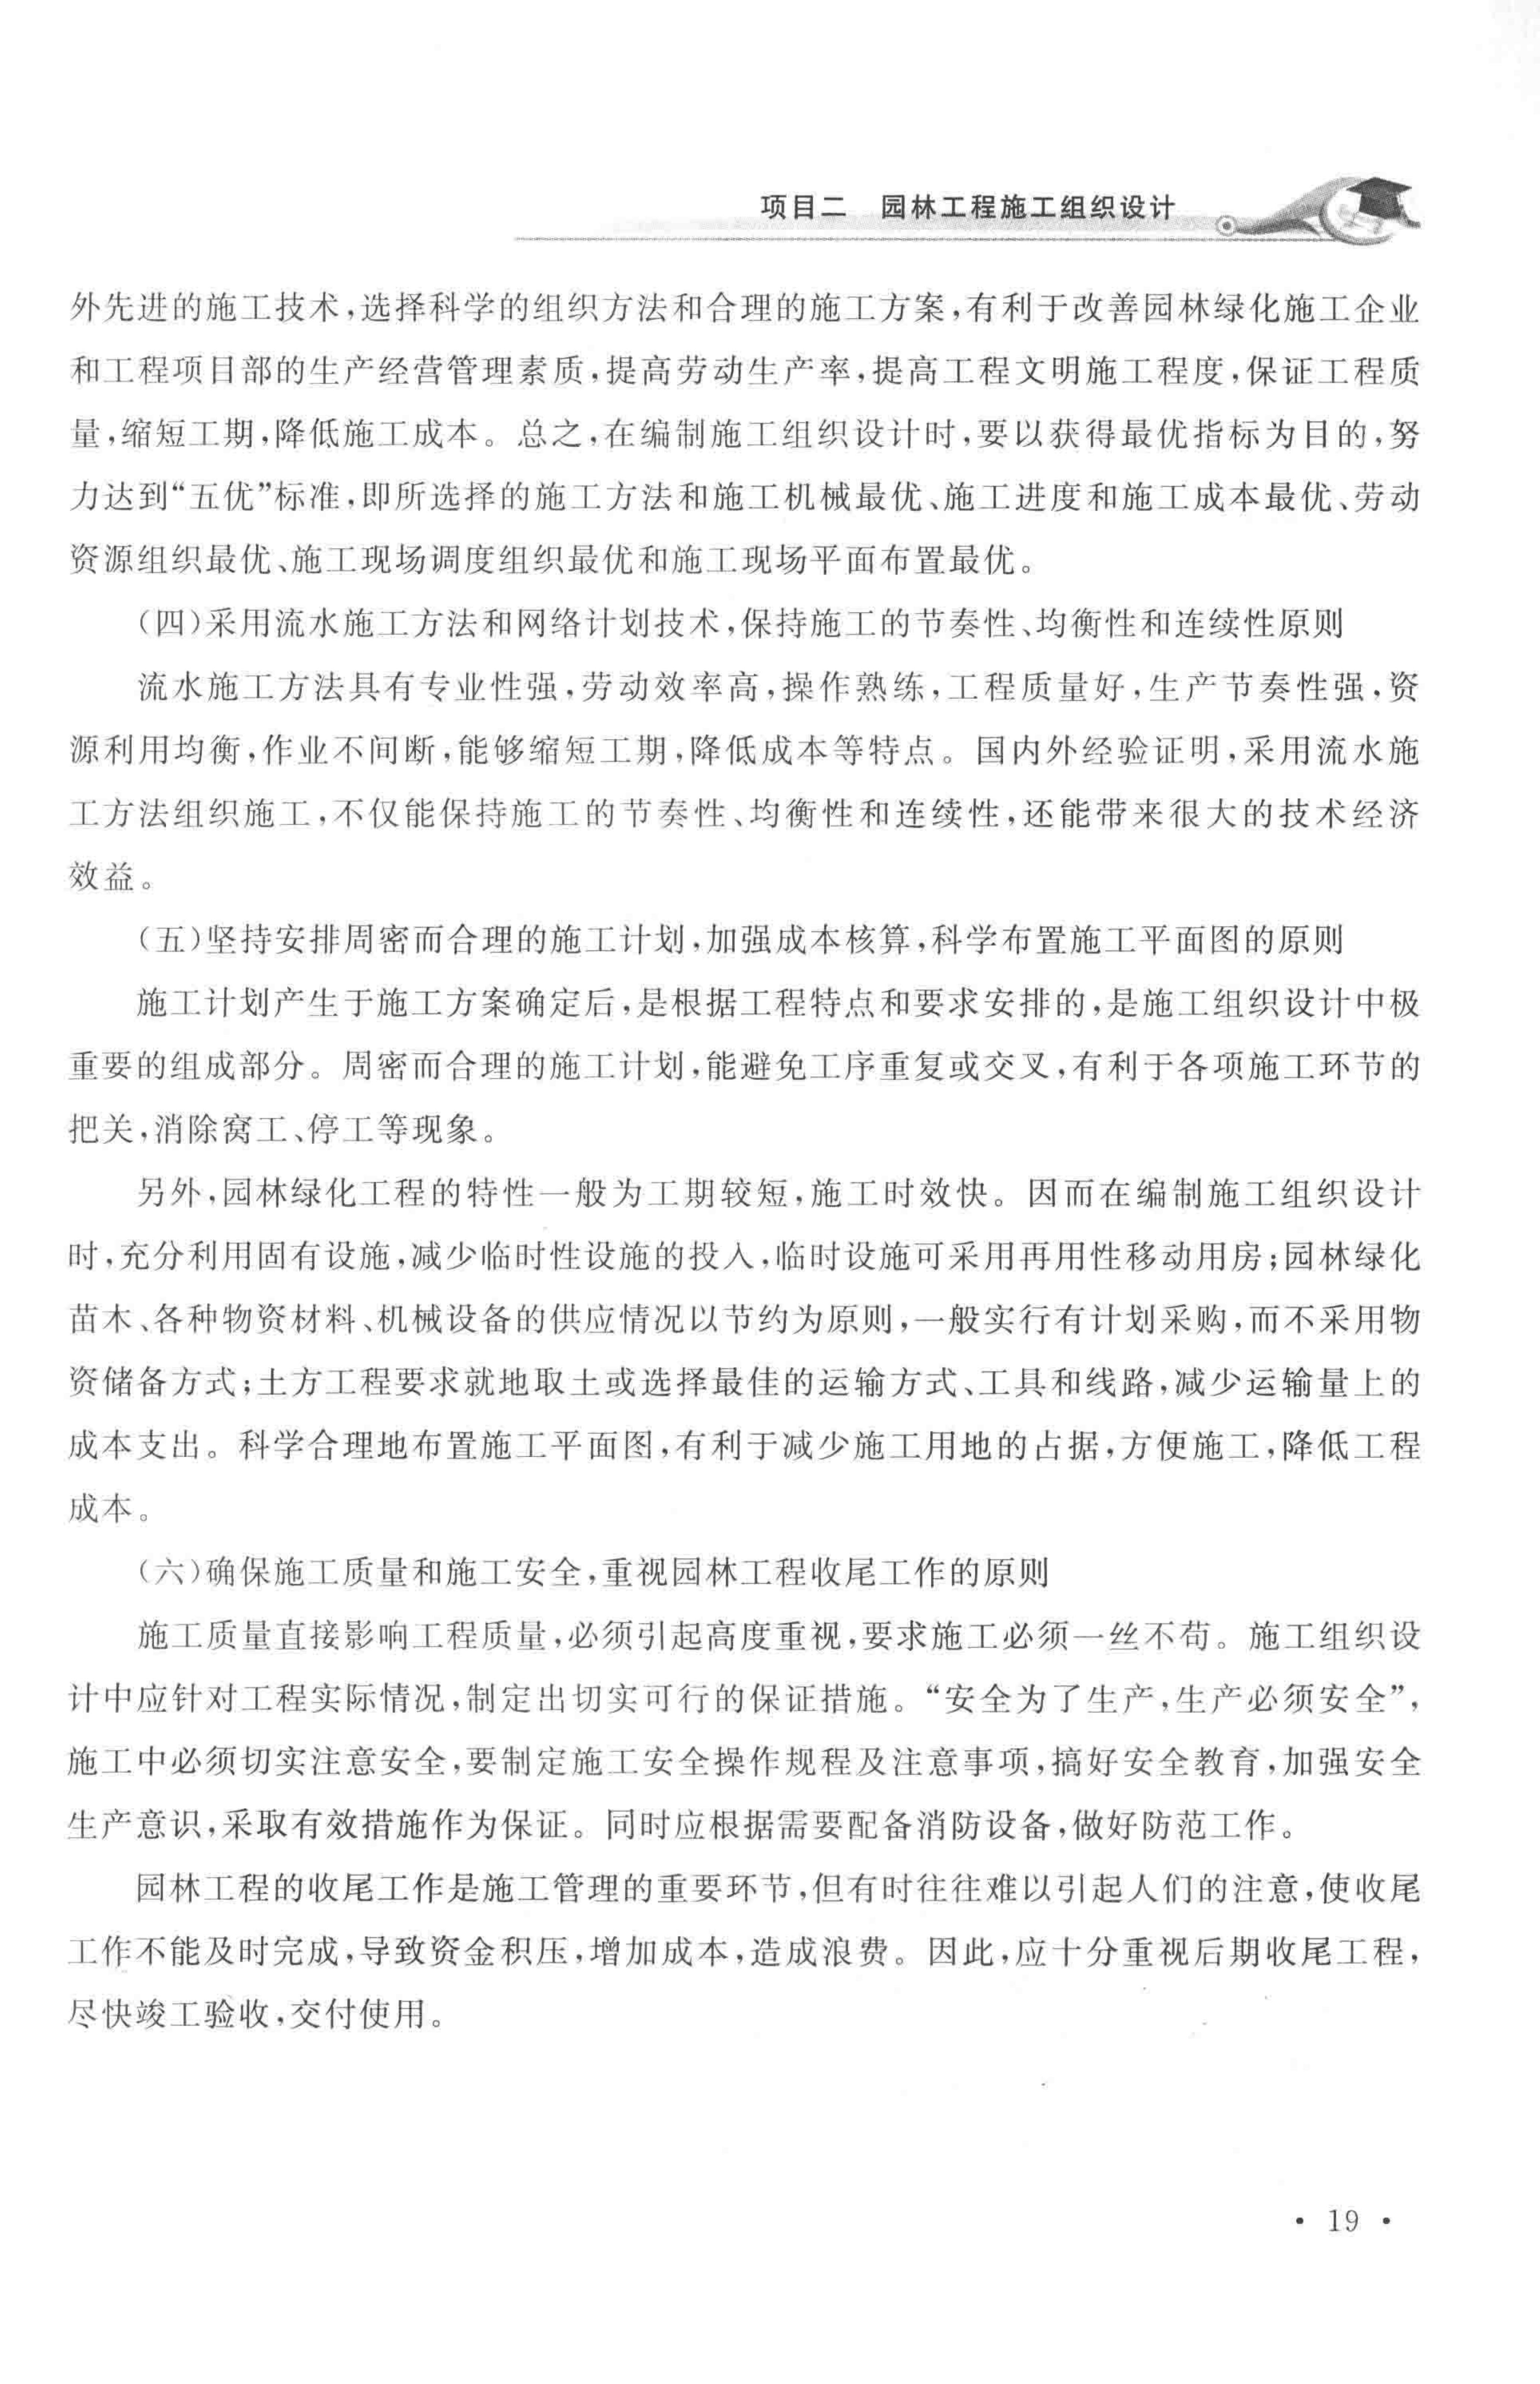 项目二 园林工程施工组织设计
外先进的施工技术,选择科学的组织方法和合理的施工方案,有利于改善园林绿化施工企业
和工程项目部的生产经营管理素质,提高劳动生产率,提高工程文明施工程度,保证工程质
量,缩短工期,降低施工成本。总之,在编制施工组织设计时,要以获得最优指标为目的,努
力达到“五优”标准,即所选择的施工方法和施工机械最优、施工进度和施工成本最优、劳动
资源组织最优、施工现场调度组织最优和施工现场平面布置最优。
(四)采用流水施工方法和网络计划技术,保持施工的节奏性、均衡性和连续性原则
流水施工方法具有专业性强,劳动效率高,操作熟练,工程质量好,生产节奏性强,资
源利用均衡,作业不间断,能够缩短工期,降低成本等特点。国内外经验证明,采用流水施
工方法组织施工,不仅能保持施工的节奏性、均衡性和连续性,还能带来很大的技术经济
效益。
(五)坚持安排周密而合理的施工计划,加强成本核算,科学布置施工平面图的原则
施工计划产生于施工方案确定后,是根据工程特点和要求安排的,是施工组织设计中极
重要的组成部分。周密而合理的施工计划,能避免工序重复或交叉,有利于各项施工环节的
把关,消除窝工、停工等现象。
另外,园林绿化工程的特性一般为工期较短,施工时效快。因而在编制施工组织设计
时,充分利用固有设施,减少临时性设施的投入,临时设施可采用再用性移动用房;园林绿化
苗木、各种物资材料、机械设备的供应情况以节约为原则,一般实行有计划采购,而不采用物
资储备方式;土方工程要求就地取土或选择最佳的运输方式、工具和线路,减少运输量上的
成本支出。科学合理地布置施工平面图,有利于减少施工用地的占据,方便施工,降低工程
成本。
(六)确保施工质量和施工安全,重视园林工程收尾工作的原则
施工质量直接影响工程质量,必须引起高度重视,要求施工必须一丝不苟。施工组织设
计中应针对工程实际情况,制定出切实可行的保证措施。“安全为了生产,生产必须安全”,
施工中必须切实注意安全,要制定施工安全操作规程及注意事项,搞好安全教育,加强安全
生产意识,采取有效措施作为保证。同时应根据需要配备消防设备,做好防范工作。
园林工程的收尾工作是施工管理的重要环节,但有时往往难以引起人们的注意,使收尾
工作不能及时完成,导致资金积压,增加成本,造成浪费。因此,应十分重视后期收尾工程,
尽快竣工验收,交付使用。
• 19 •